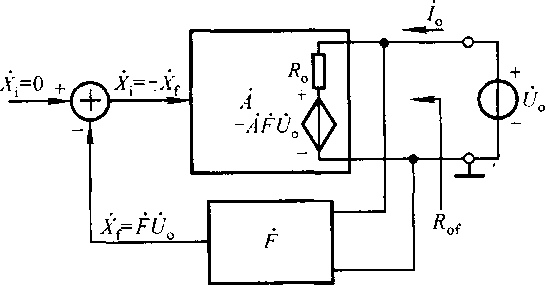 İₒ
Ẋᵢ=0
+
Ẋᵢ=-Ẋf
Rₒ
+
+
-
Ȧ
-ȦḞU̇ₒ
U̇ₒ
-
-
Ẋf=ḞU̇ₒ
Ḟ
Rof